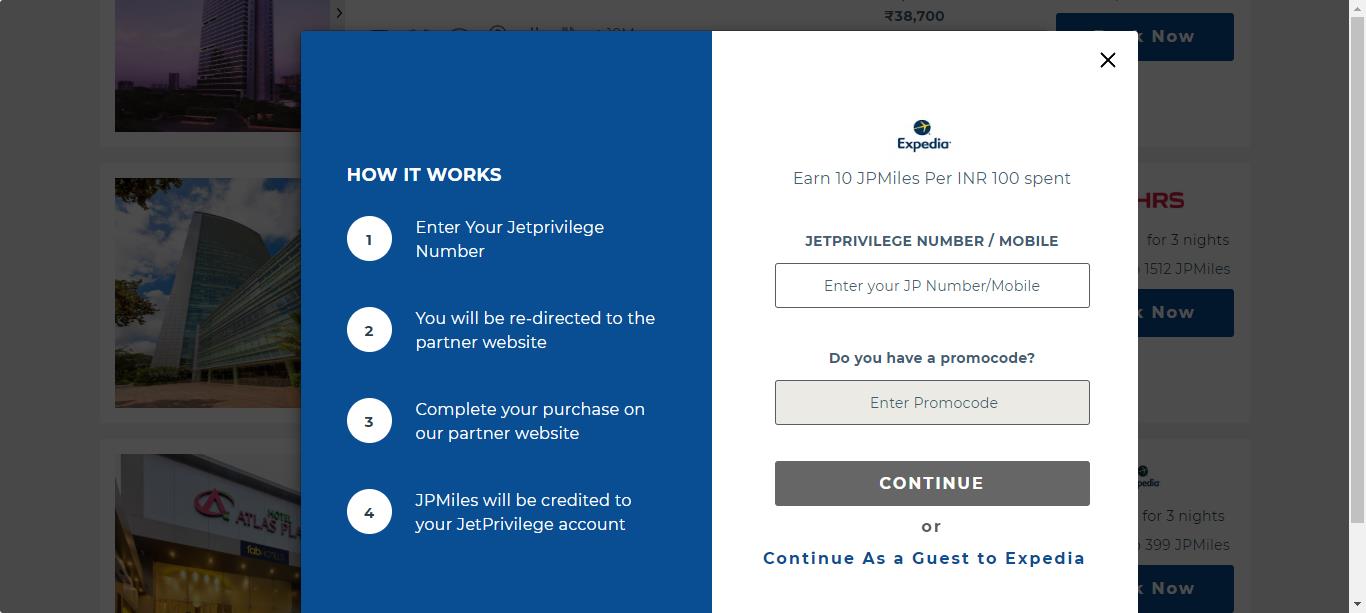 ₹38,700
Now
HOW IT WORKS
1
Enter Your Jetprivilege
Number
2
You will be re-directed to the
partner website
3
Complete your purchase on
our partner website
4
JPMiles will be credited to
your JetPrivilege account
Expedia
Earn 10 JPMiles Per INR 100 spent
JETPRIVILEGE NUMBER / MOBILE
Enter your JP Number/Mobile
Do you have a promocode?
Enter Promocode
CONTINUE
or
Continue As a Guest to Expedia
HRS
for 3 nights
1512 JPMiles
Now
HOTEL
fabHOTELS
for 3 nights
399 JPMiles
Now